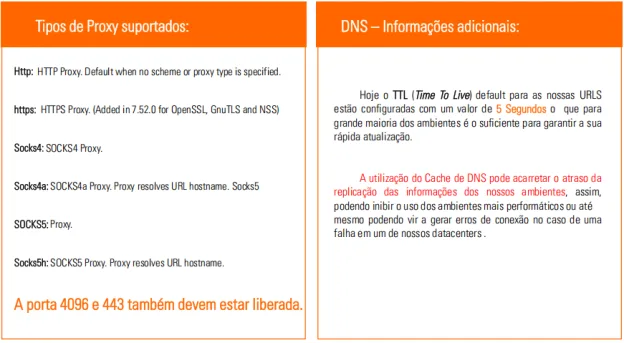 Tipos de Proxy suportados:
Http: HTTP Proxy. Default when no scheme or proxy type is specified.
https: HTTPS Proxy. (Added in 7.52.0 for OpenSSL, GnuTLS and NSS)
Socks4: SOCKS4 Proxy.
Socks4a: SOCKS4a Proxy. Proxy resolves URL hostname. Socks5
SOCKS5: Proxy.
Socks5h: SOCKS5 Proxy. Proxy resolves URL hostname.
A porta 4096 e 443 também devem estar liberada.
DNS – Informações adicionais:
Hoje o TTL (Time To Live) default para as nossas URLS
estão configuradas com um valor de 5 Segundos o que para
grande maioria dos ambientes é o suficiente para garantir a sua
rápida atualização.
A utilização do Cache de DNS pode acarretar o atraso da
replicação das informações dos nossos ambientes, assim,
podendo inibir o uso dos ambientes mais performáticos ou até
mesmo podendo vir a gerar erros de conexão no caso de uma
falha em um de nossos datacenters .